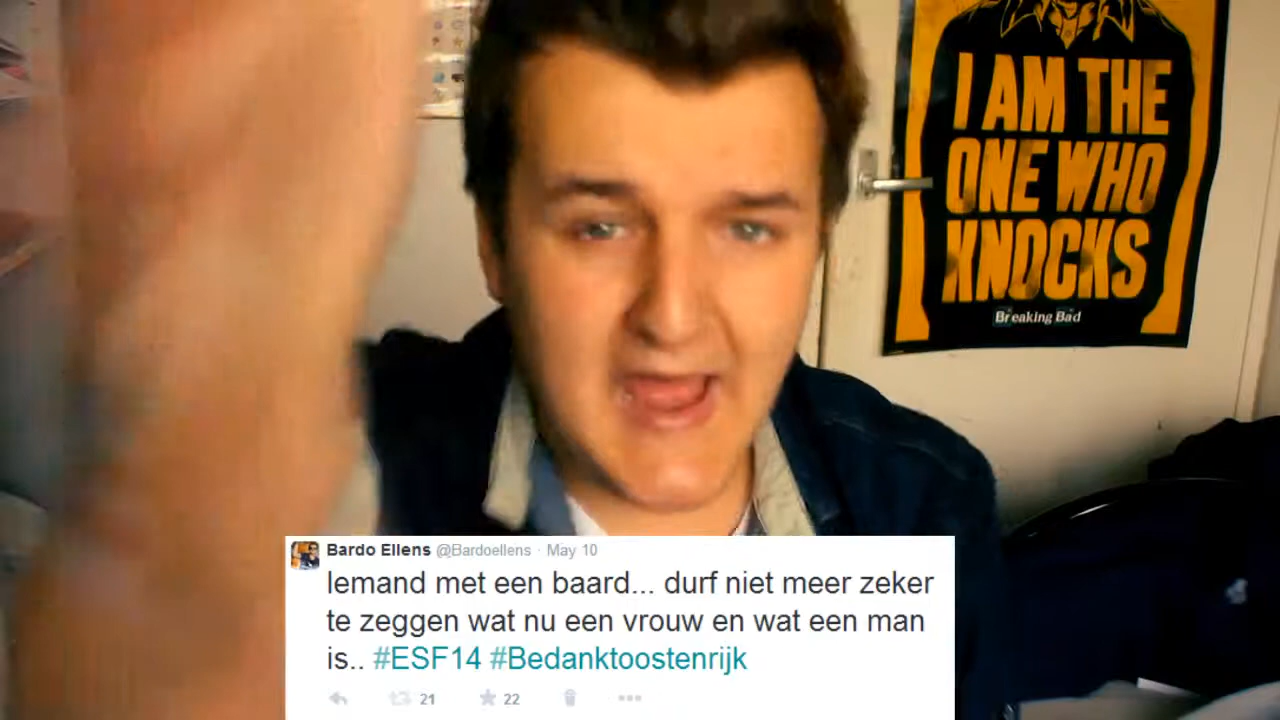 I AM THE
ONE WHO
KNOCKS
Breaking Bad
Bardo Ellens @Bardoellens · May 10
Iemand met een baard... durf niet meer zeker
te zeggen wat nu een vrouw en wat een man
is.. #ESF14 #Bedanktoostenrijk
21 22